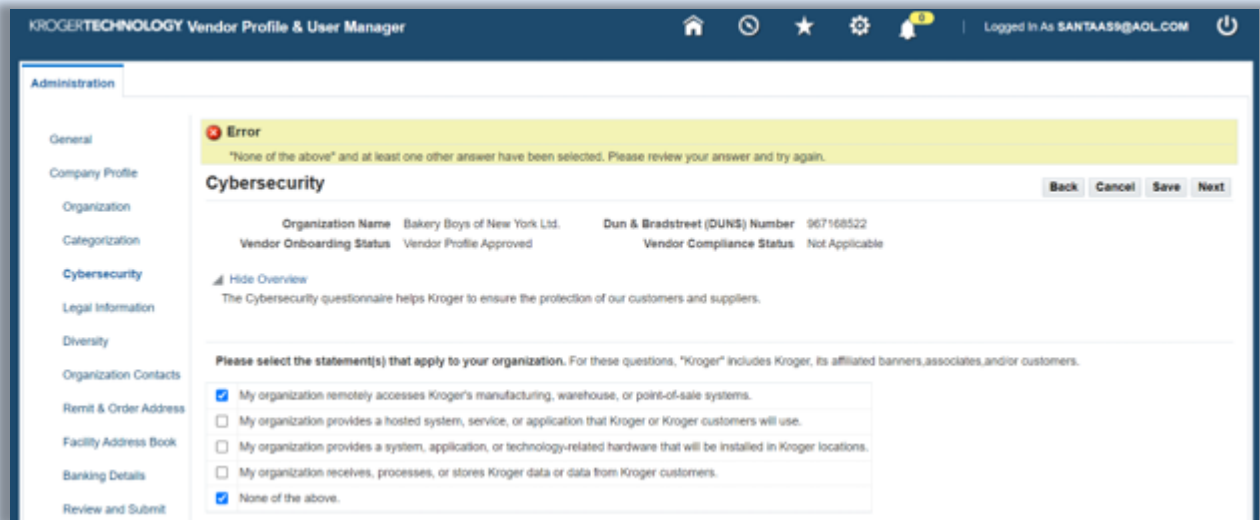 KROGERTECHNOLOGY Vendor Profile & User Manager
0
Logged In As SANTAAS9@AOL.COM
Administration
General
Company Profile
Organization
Categorization
Cybersecurity
Legal Information
Diversity
Organization Contacts
Remit & Order Address
Facility Address Book
Banking Details
Review and Submit
Error
"None of the above" and at least one other answer have been selected. Please review your answer and try again.
Cybersecurity
Back Cancel Save Next
Organization Name Bakery Boys of New York Ltd. Dun & Bradstreet (DUNS) Number 967168522
Vendor Onboarding Status Vendor Profile Approved Vendor Compliance Status Not Applicable
Hide Overview
The Cybersecurity questionnaire helps Kroger to ensure the protection of our customers and suppliers.
Please select the statement(s) that apply to your organization. For these questions, "Kroger" includes Kroger, its affiliated banners,associates,and/or customers.
My organization remotely accesses Kroger's manufacturing, warehouse, or point-of-sale systems.
My organization provides a hosted system, service, or application that Kroger or Kroger customers will use.
My organization provides a system, application, or technology-related hardware that will be installed in Kroger locations.
My organization receives, processes, or stores Kroger data or data from Kroger customers.
None of the above.